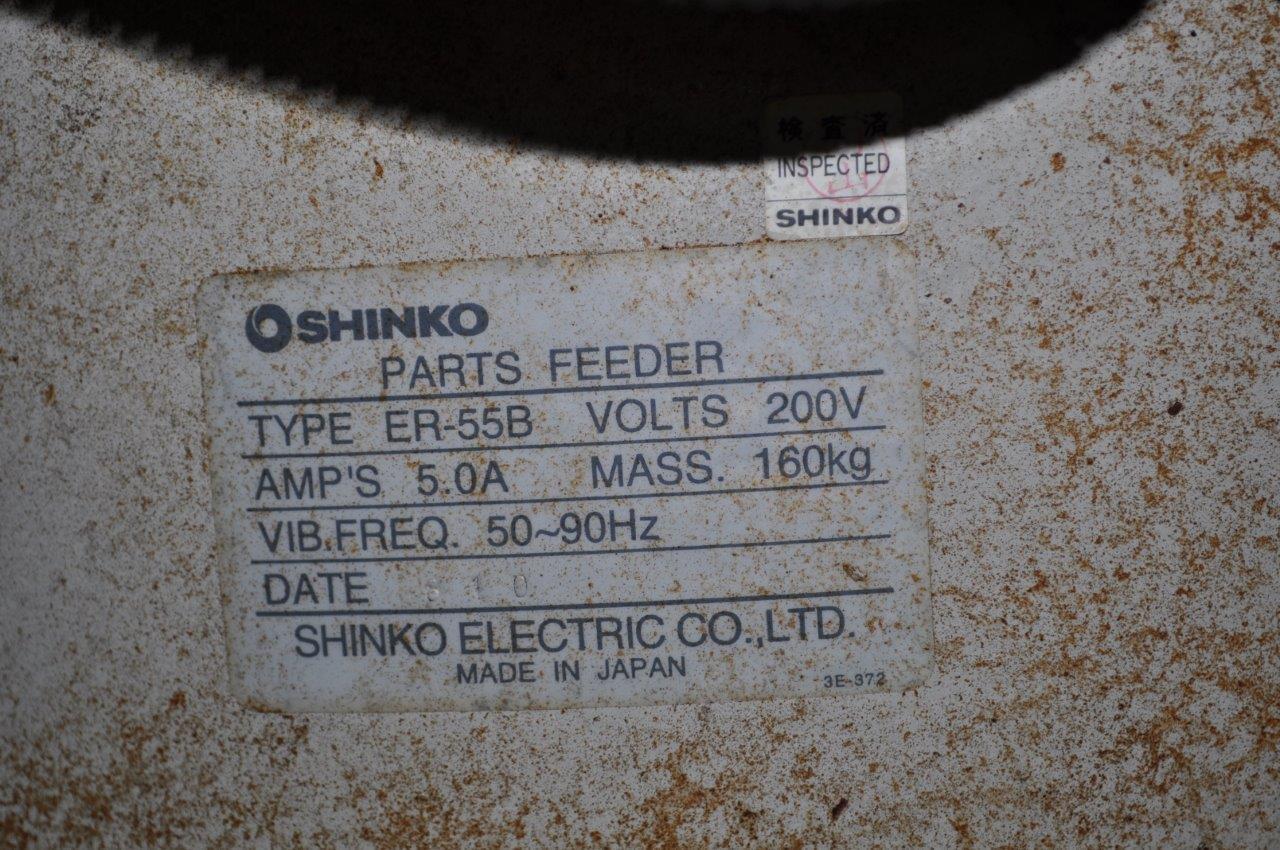 検査済
INSPECTED
SHINKO
SHINKO
PARTS FEEDER
TYPE ER-55B VOLTS 200V
AMP'S 5.0A MASS. 160kg
VIB.FREQ. 50~90Hz
DATE
SHINKO ELECTRIC CO.,LTD.
MADE IN JAPAN
3E-372